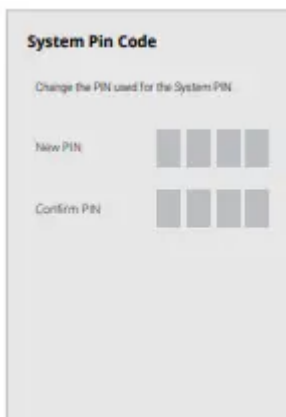 System Pin Code
Change the PIN used for the System PIN.
New PIN
Confirm PIN